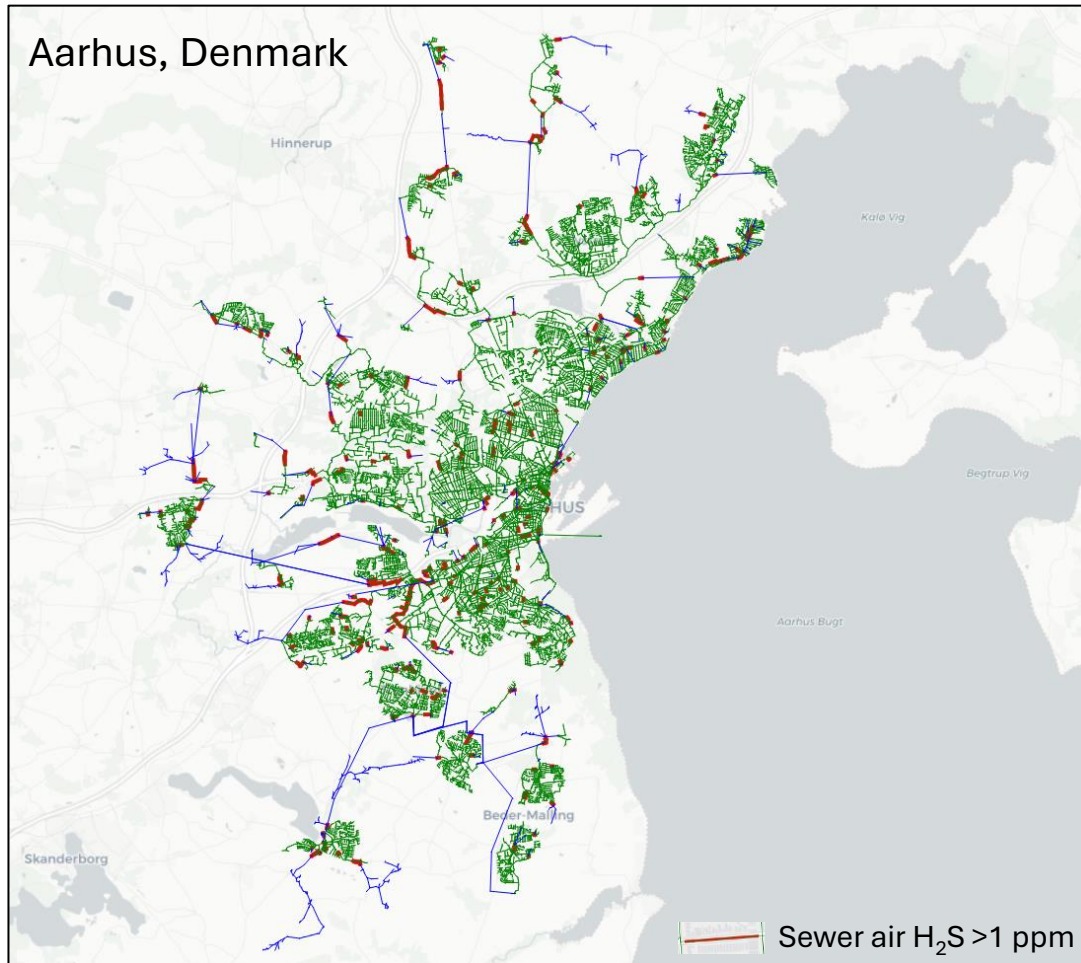 Aarhus, Denmark
Hinnerup
Kalø Vig
Begtrup Vig
HUS
Aarhus Bugt
Beder-Malling
Skanderborg
Sewer air H₂S >1 ppm